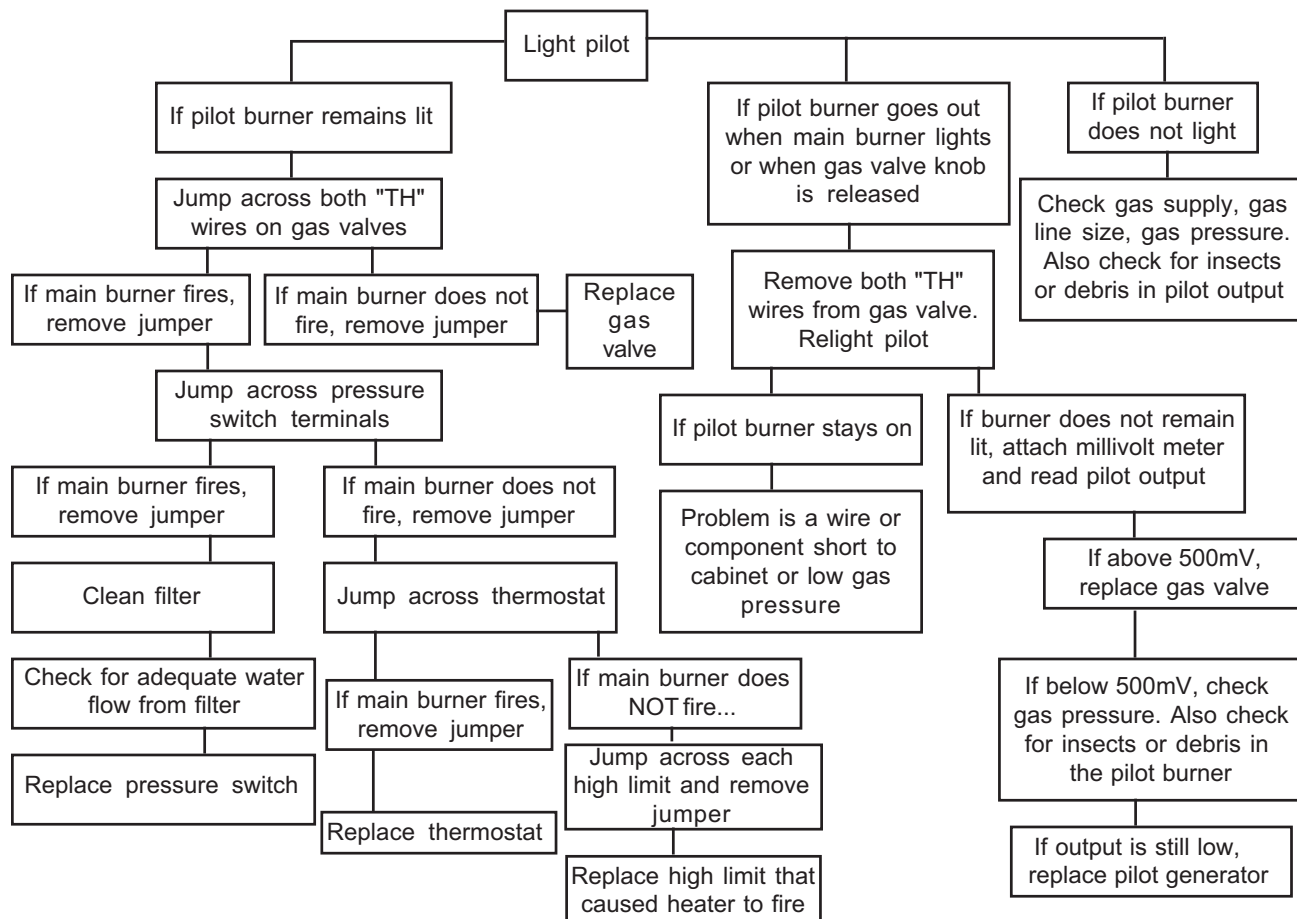 Light pilot
If pilot burner remains lit
Jump across both "TH"
wires on gas valves
If main burner fires,
remove jumper
If main burner does not
fire, remove jumper
Replace
gas
valve
Jump across pressure
switch terminals
If main burner fires,
remove jumper
If main burner does not
fire, remove jumper
Clean filter
Jump across thermostat
Check for adequate water
flow from filter
If main burner fires,
remove jumper
If main burner does
NOT fire...
Replace pressure switch
Replace thermostat
Jump across each
high limit and remove
jumper
Replace high limit that
caused heater to fire
If pilot burner goes out
when main burner lights
or when gas valve knob
is released
Remove both "TH"
wires from gas valve.
Relight pilot
If pilot burner stays on
Problem is a wire or
component short to
cabinet or low gas
pressure
If burner does not remain
lit, attach millivolt meter
and read pilot output
If above 500mV,
replace gas valve
If below 500mV, check
gas pressure. Also check
for insects or debris in
the pilot burner
If output is still low,
replace pilot generator
If pilot burner
does not light
Check gas supply, gas
line size, gas pressure.
Also check for insects
or debris in pilot output